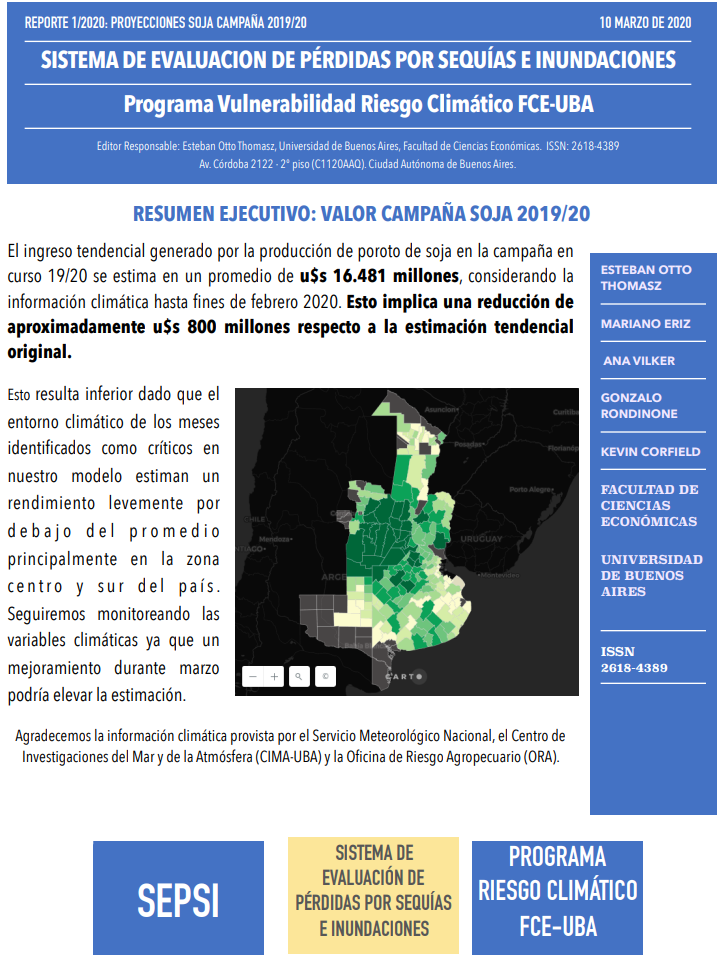 REPORTE 1/2020: PROYECCIONES SOJA CAMPAÑA 2019/20
10 MARZO DE 2020
SISTEMA DE EVALUACION DE PÉRDIDAS POR SEQUÍAS E INUNDACIONES
Programa Vulnerabilidad Riesgo Climático FCE-UBA
Editor Responsable: Esteban Otto Thomasz, Universidad de Buenos Aires, Facultad de Ciencias Económicas. ISSN: 2618-4389
Av. Córdoba 2122 - 2° piso (C1120AAQ). Ciudad Autónoma de Buenos Aires.
RESUMEN EJECUTIVO: VALOR CAMPAÑA SOJA 2019/20
El ingreso tendencial generado por la producción de poroto de soja en la campaña en
curso 19/20 se estima en un promedio de u$s 16.481 millones, considerando la
información climática hasta fines de febrero 2020. Esto implica una reducción de
aproximadamente u$s 800 millones respecto a la estimación tendencial
original.
Esto resulta inferior dado que el
entorno climático de los meses
identificados como críticos en
nuestro modelo estiman un
rendimiento levemente por
debajo del promedio
principalmente en la zona
centro y sur del país.
Seguiremos monitoreando las
variables climáticas ya que un
mejoramiento durante marzo
podría elevar la estimación.
Asuncion
Curitiba
Posadas
Florianó
Porto Alegre
CHILE
Mendoza
URUGUAY
Montevideo
ARGE
CARTO
Agradecemos la información climática provista por el Servicio Meteorológico Nacional, el Centro de
Investigaciones del Mar y de la Atmósfera (CIMA-UBA) y la Oficina de Riesgo Agropecuario (ORA).
ESTEBAN OTTO
THOMASZ
MARIANO ERIZ
ANA VILKER
GONZALO
RONDINONE
KEVIN CORFIELD
FACULTAD DE
CIENCIAS
ECONÓMICAS
UNIVERSIDAD
DE BUENOS
AIRES
ISSN
2618-4389
SEPSI
SISTEMA DE
EVALUACIÓN DE
PÉRDIDAS POR SEQUÍAS
E INUNDACIONES
PROGRAMA
RIESGO CLIMÁTICO
FCE-UBA